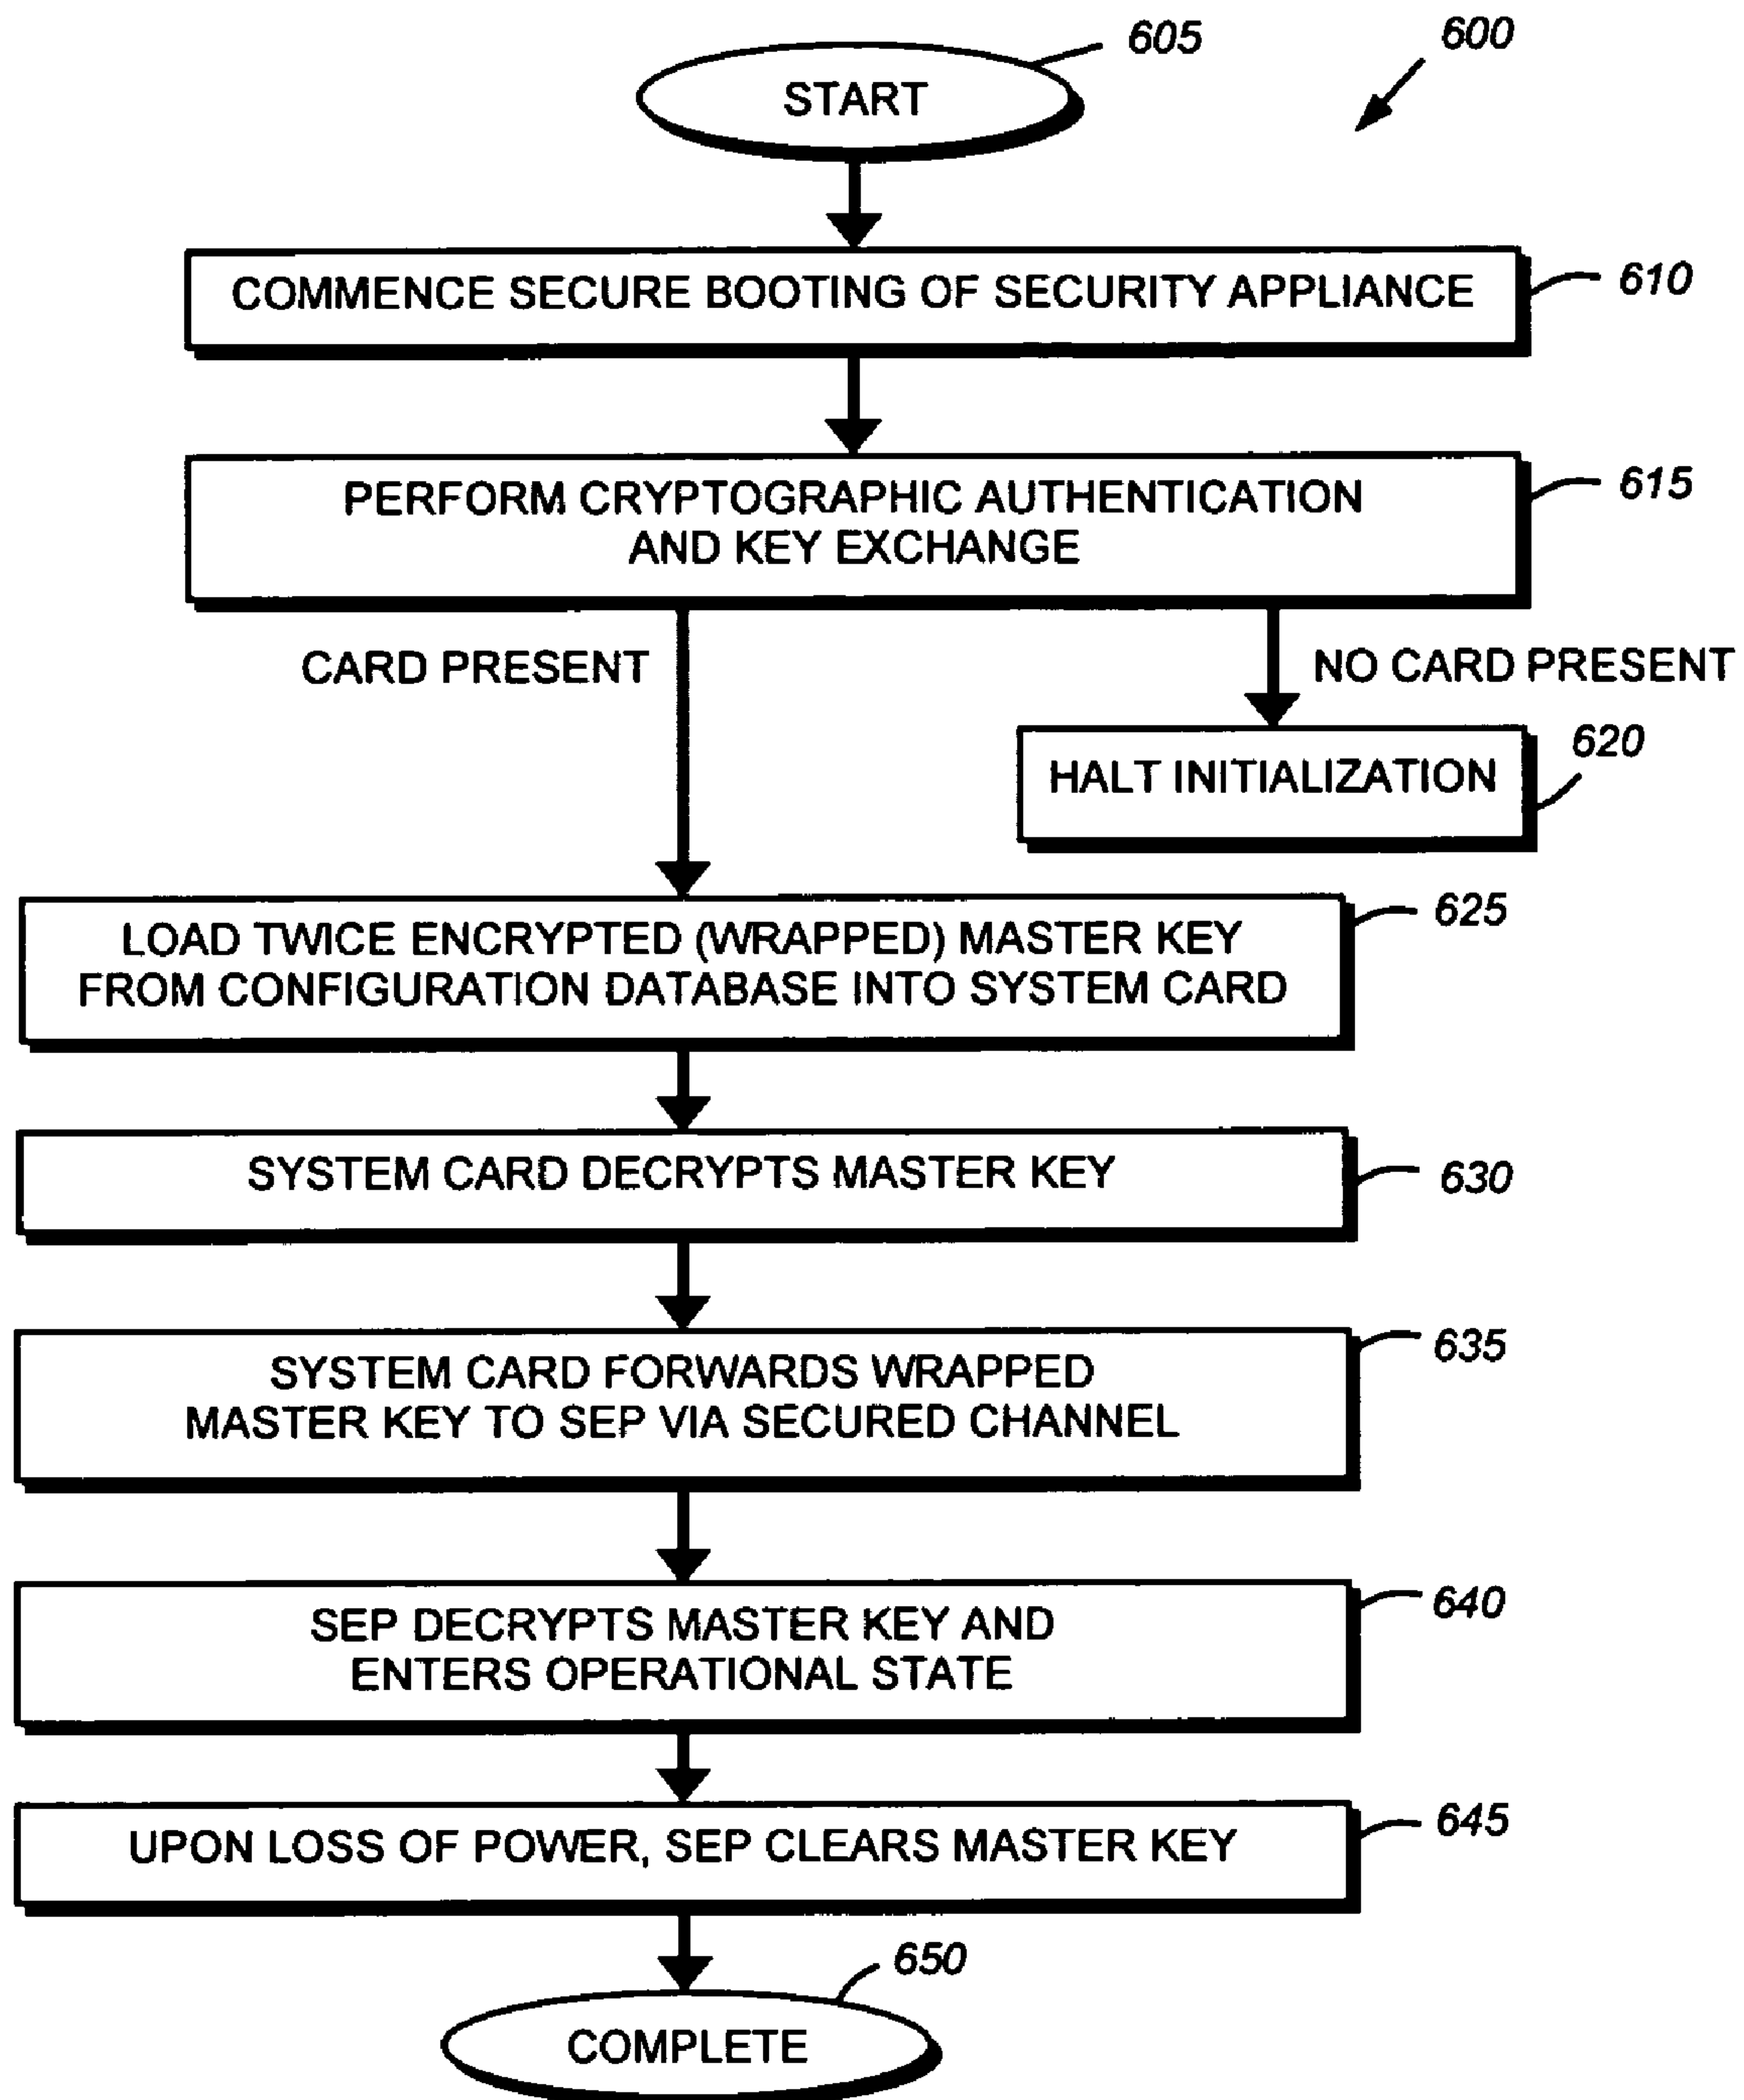 605
600
START
COMMENCE SECURE BOOTING OF SECURITY APPLIANCE
610
PERFORM CRYPTOGRAPHIC AUTHENTICATION
AND KEY EXCHANGE
615
CARD PRESENT
NO CARD PRESENT
620
HALT INITIALIZATION
625
LOAD TWICE ENCRYPTED (WRAPPED) MASTER KEY
FROM CONFIGURATION DATABASE INTO SYSTEM CARD
SYSTEM CARD DECRYPTS MASTER KEY
630
635
SYSTEM CARD FORWARDS WRAPPED
MASTER KEY TO SEP VIA SECURED CHANNEL
640
SEP DECRYPTS MASTER KEY AND
ENTERS OPERATIONAL STATE
645
UPON LOSS OF POWER, SEP CLEARS MASTER KEY
650
COMPLETE